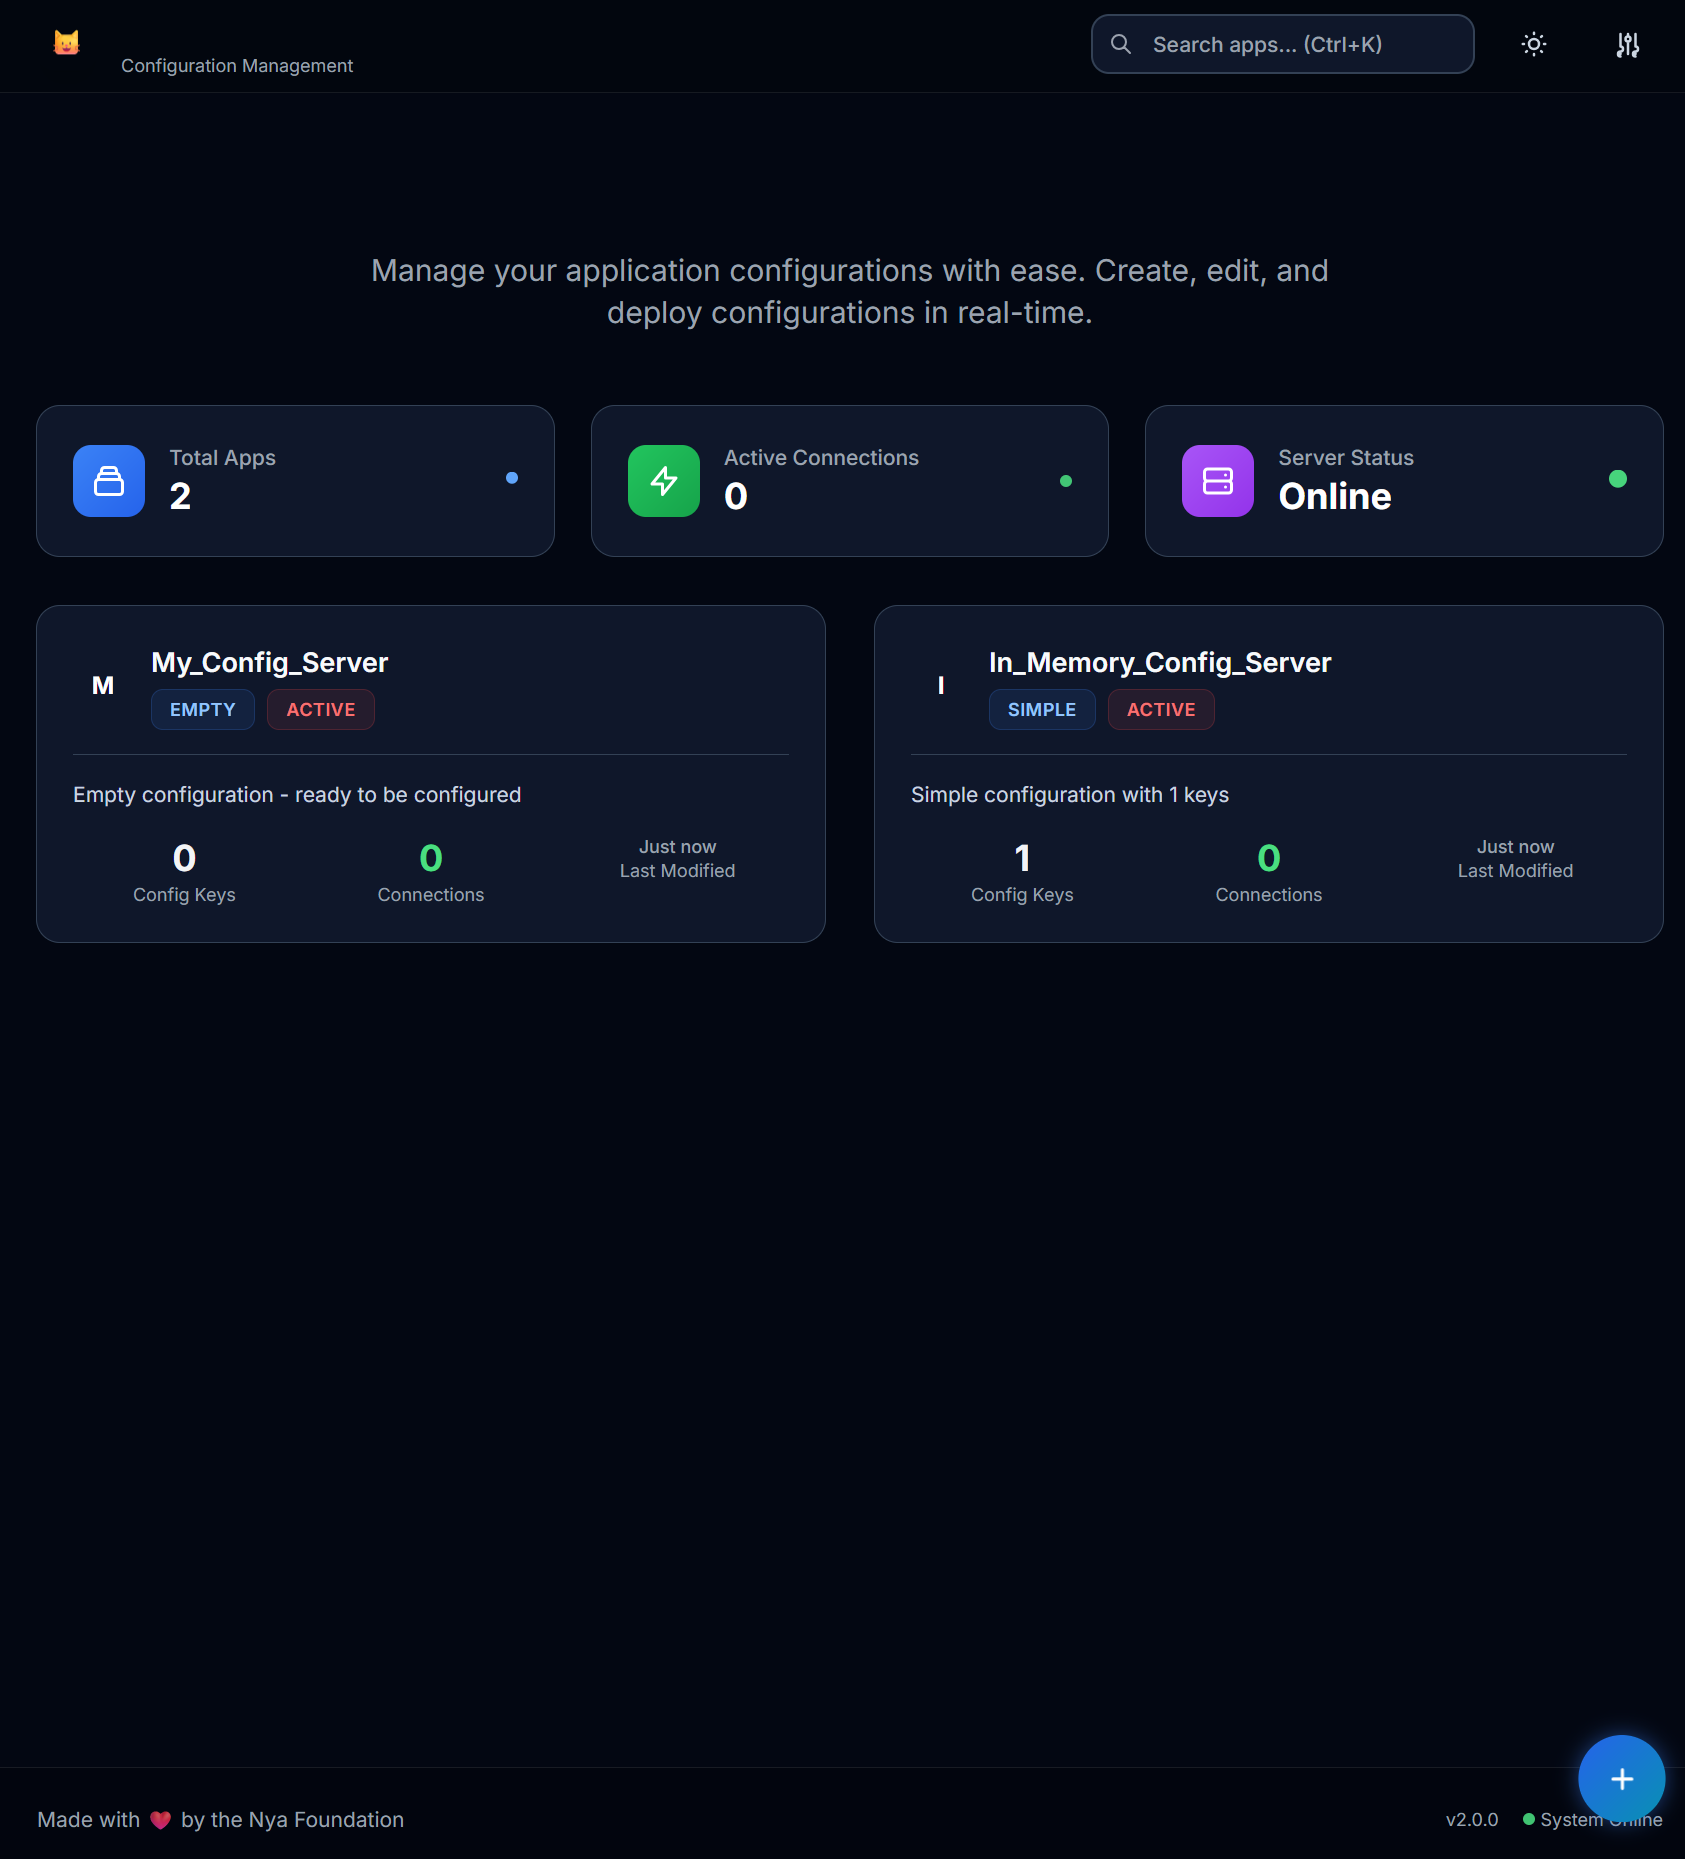 Configuration Management
Search apps... (Ctrl+K)
Manage your application configurations with ease. Create, edit, and
deploy configurations in real-time.
Total Apps
2
Active Connections
0
Server Status
Online
M
My_Config_Server
EMPTY
ACTIVE
Empty configuration - ready to be configured
0
Config Keys
0
Connections
Just now
Last Modified
I
In_Memory_Config_Server
SIMPLE
ACTIVE
Simple configuration with 1 keys
1
Config Keys
0
Connections
Just now
Last Modified
Made with ❤️ by the Nya Foundation
v2.0.0
System Online